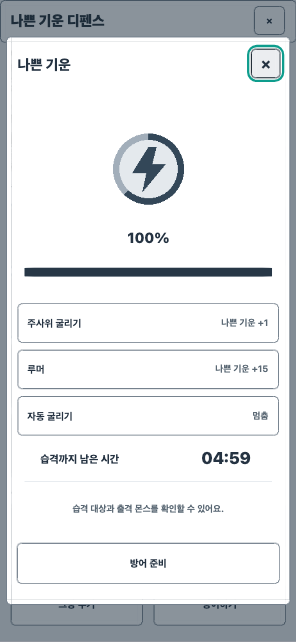 나쁜 기운 디펜스
×
나쁜 기운
×
100%
주사위 굴리기 나쁜 기운 +1
루머 나쁜 기운 +15
자동 굴리기 멈춤
습격까지 남은 시간 04:59
습격 대상과 출격 몬스를 확인할 수 있어요.
방어 준비